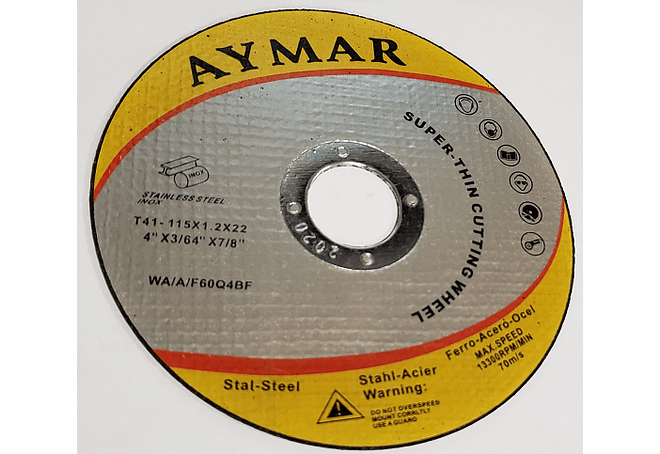 AYMAR
SUPER-THIN CUTTING WHEEL
INOX
STAINLESS STEEL
INOX
T41-115X1.2X22
4"X3/64"X7/8"
WA/A/F60Q4BF
2020
Stal-Steel
Stahl-Acier
Warning:
DO NOT OVERSPEED
MOUNT CORRLTLY
USE A GUARD
Ferro-Aceró-Ocel
MAX.SPEED
13300RPM/MIN
70m/s